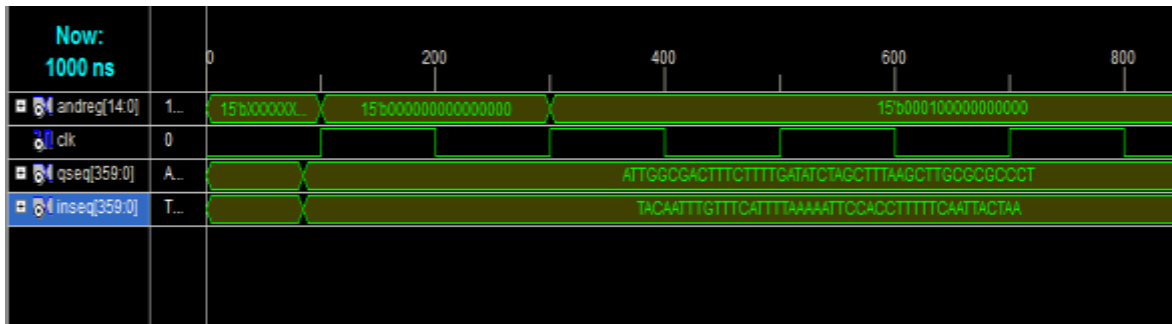 Now:
1000 ns
0 200 400 600 800
andreg[14:0] 1... 15'bXXXXXX... 15'b000000000000000 15'b000100000000000
clk 0
qseq[359:0] A... ATTGGCGACTTTCTTTTGATATCTAGCTTTAAGCTTGCGCGCCCT
inseq[359:0] T... TACAATTTGTTTCATTTTAAAAATTCCACCTTTTTCAATTACTAA